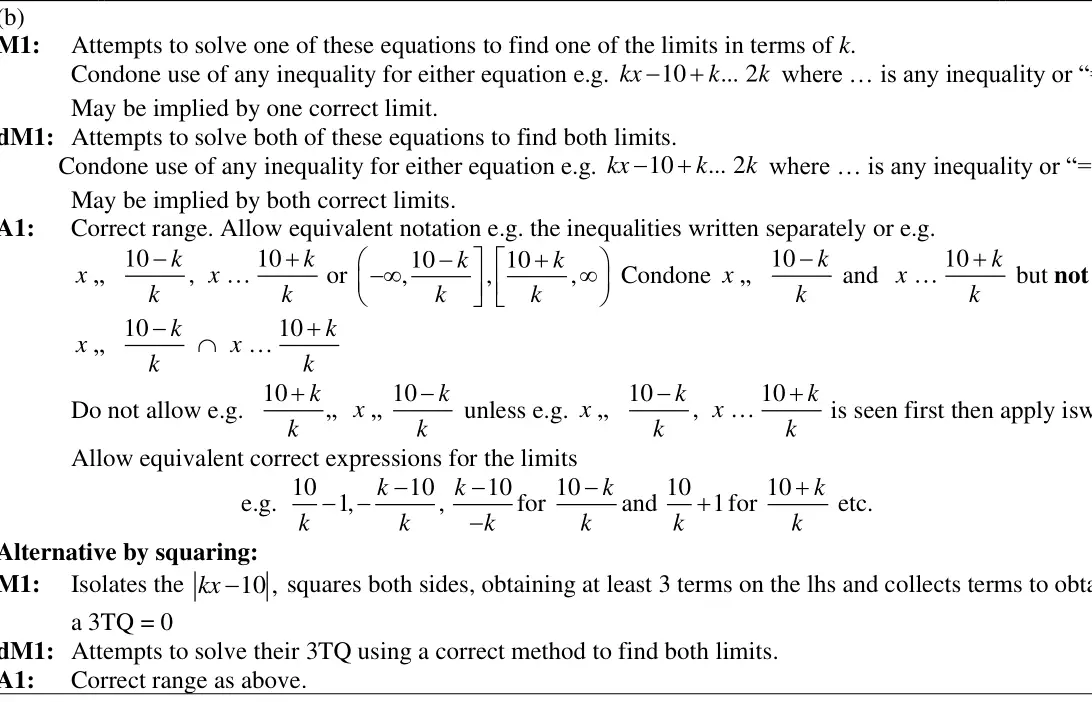 (b)
M1: Attempts to solve one of these equations to find one of the limits in terms of k.
Condone use of any inequality for either equation e.g. kx−10+k... 2k where … is any inequality or “=
May be implied by one correct limit.
dM1: Attempts to solve both of these equations to find both limits.
Condone use of any inequality for either equation e.g. kx−10+k... 2k where … is any inequality or “=
May be implied by both correct limits.
A1: Correct range. Allow equivalent notation e.g. the inequalities written separately or e.g.
x „ (10−k)/k, x … (10+k)/k or (−∞, (10−k)/k], [(10+k)/k, ∞) Condone x „ (10−k)/k and x … (10+k)/k but not
x „ (10−k)/k ∩ x … (10+k)/k
Do not allow e.g. (10+k)/k „ x „ (10−k)/k unless e.g. x „ (10−k)/k, x … (10+k)/k is seen first then apply isw
Allow equivalent correct expressions for the limits
e.g. 10/k −1, −(k−10)/k, (k−10)/−k for (10−k)/k and 10/k +1 for (10+k)/k etc.
Alternative by squaring:
M1: Isolates the |kx−10|, squares both sides, obtaining at least 3 terms on the lhs and collects terms to obta
a 3TQ = 0
dM1: Attempts to solve their 3TQ using a correct method to find both limits.
A1: Correct range as above.